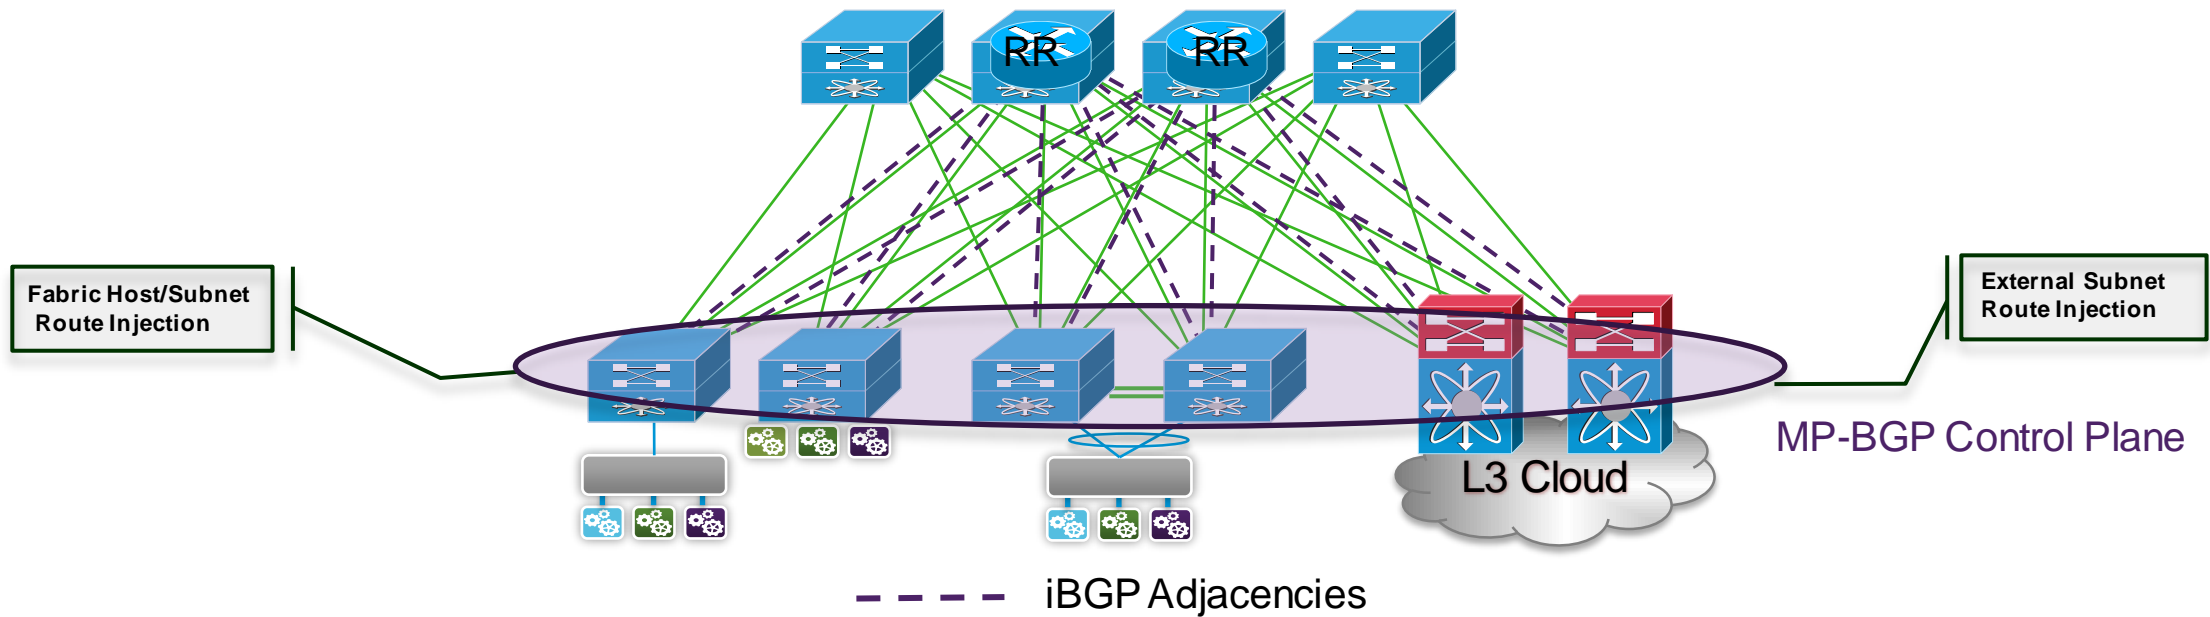 RR
RR
Fabric Host/Subnet
Route Injection
External Subnet
Route Injection
MP-BGP Control Plane
L3 Cloud
iBGP Adjacencies